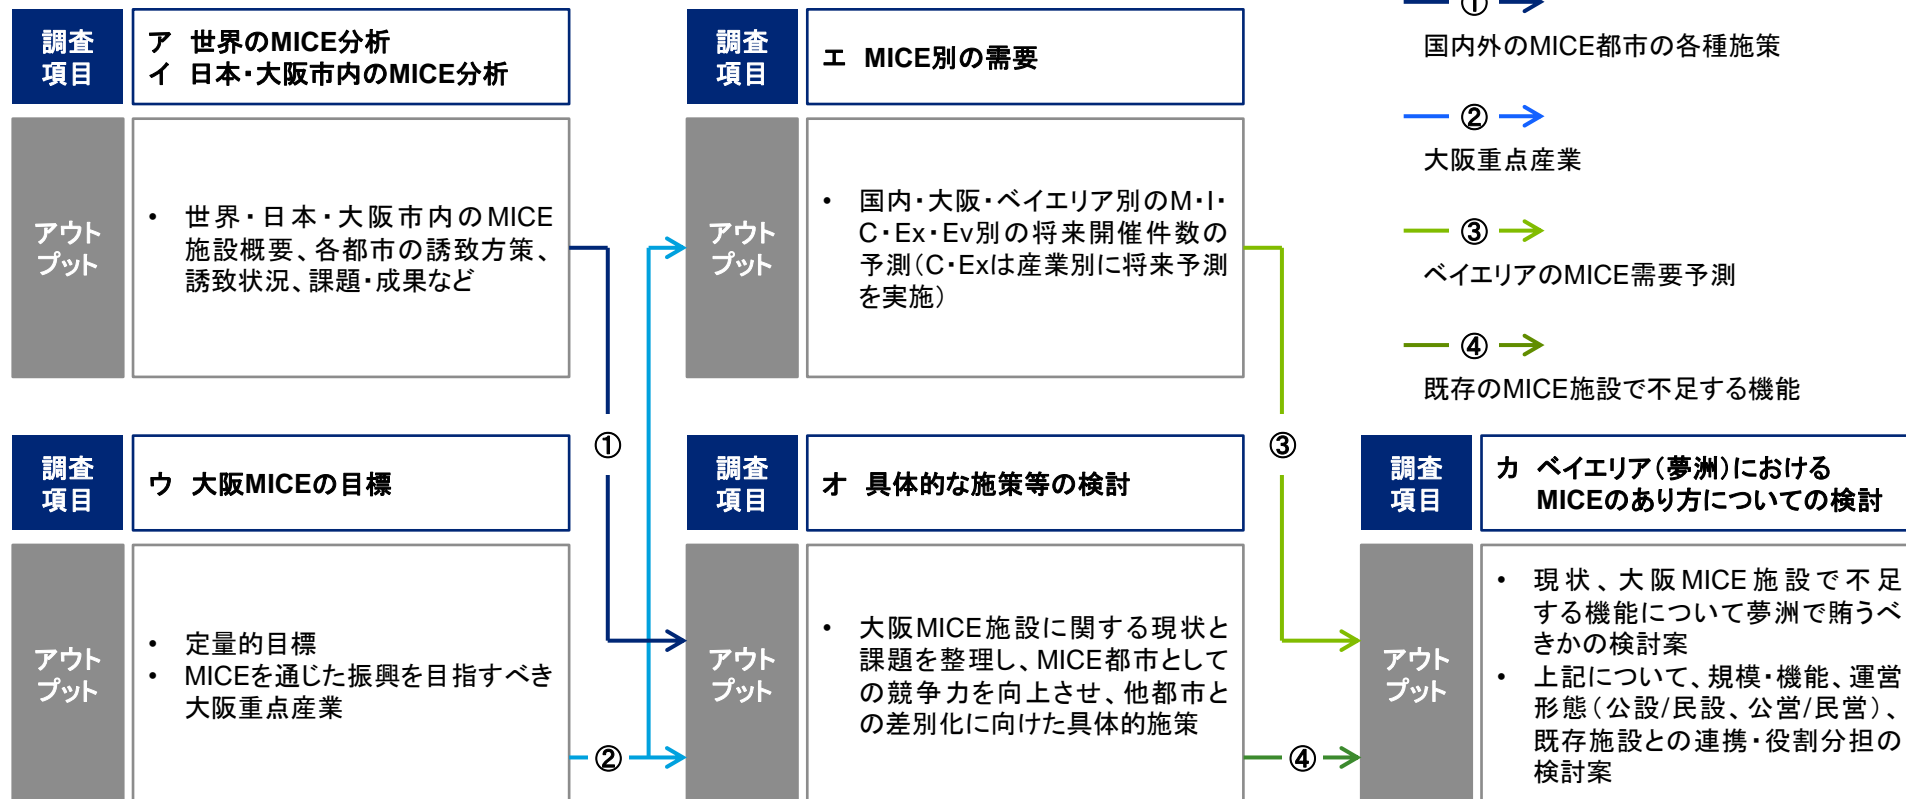 調査
項目
ア 世界のMICE分析
イ 日本・大阪市内のMICE分析
アウト
プット
• 世界・日本・大阪市内のMICE
施設概要、各都市の誘致方策、
誘致状況、課題・成果など
調査
項目
ウ 大阪MICEの目標
アウト
プット
• 定量的目標
• MICEを通じた振興を目指すべき
大阪重点産業
①
②
調査
項目
エ MICE別の需要
アウト
プット
• 国内・大阪・ベイエリア別のM・I・
C・Ex・Ev別の将来開催件数の
予測(C・Exは産業別に将来予測
を実施)
調査
項目
オ 具体的な施策等の検討
アウト
プット
• 大阪MICE施設に関する現状と
課題を整理し、MICE都市として
の競争力を向上させ、他都市と
の差別化に向けた具体的施策
③
④
①
国内外のMICE都市の各種施策
②
大阪重点産業
③
ベイエリアのMICE需要予測
④
既存のMICE施設で不足する機能
調査
項目
カ ベイエリア(夢洲)における
MICEのあり方についての検討
アウト
プット
• 現状、大阪MICE施設で不足
する機能について夢洲で賄うべ
きかの検討案
• 上記について、規模・機能、運営
形態(公設/民設、公営/民営)、
既存施設との連携・役割分担の
検討案